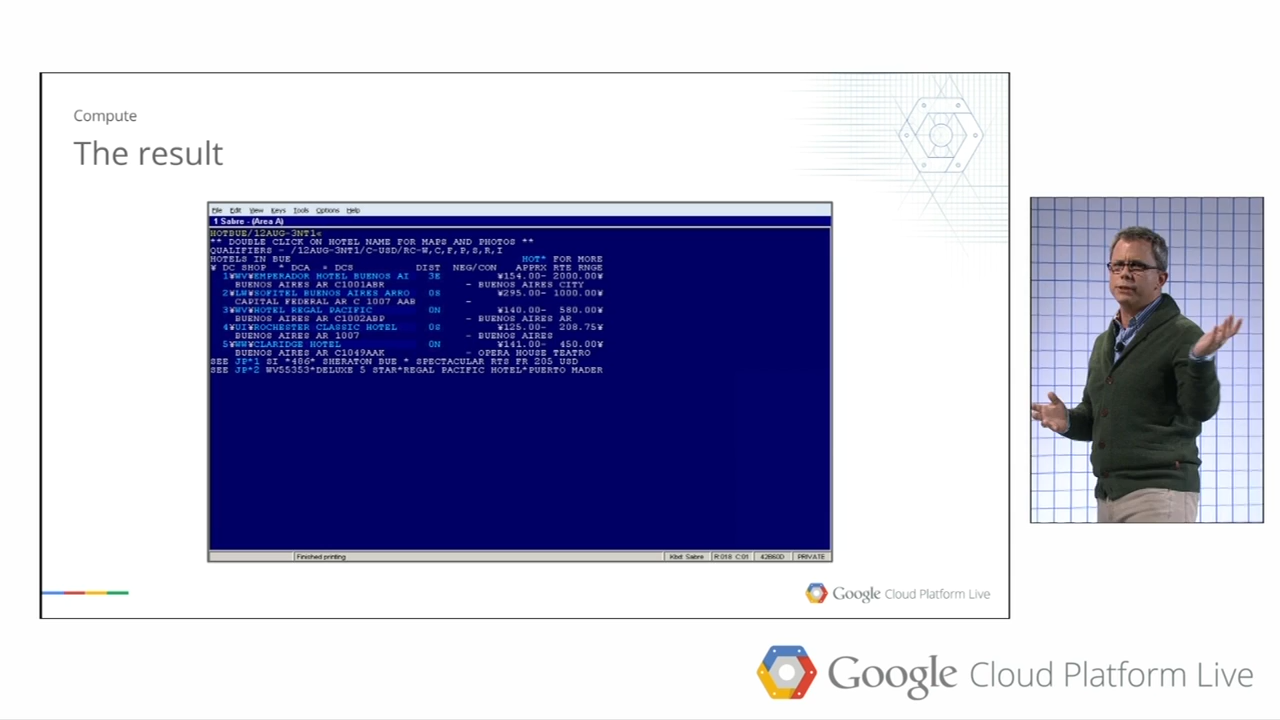 Compute
The result
File Edit View Keys Tools Options Help
1 Sabre - (Area A)
HOTBUE/12AUG-3NT1«
** DOUBLE CLICK ON HOTEL NAME FOR MAPS AND PHOTOS **
QUALIFIERS - /12AUG-3NT1/C-USD/RC-W,C,F,P,S,R,I
HOTELS IN BUE HOT* FOR MORE
¥ DC SHOP * DCA + DCS DIST NEG/CON APPRX RTE RNGE
1¥WV¥EMPERADOR HOTEL BUENOS AI 3E ¥154.00- 2000.00¥
BUENOS AIRES AR C1001ABR - BUENOS AIRES CITY
2¥LW¥SOFITEL BUENOS AIRES ARRO 0S ¥295.00- 1000.00¥
CAPITAL FEDERAL AR C 1007 AAB -
3¥WV¥HOTEL REGAL PACIFIC 0N ¥140.00- 580.00¥
BUENOS AIRES AR C1002ABP - BUENOS AIRES AR
4¥UI¥ROCHESTER CLASSIC HOTEL 0S ¥125.00- 208.75¥
BUENOS AIRES AR 1007 - BUENOS AIRES
5¥WW¥CLARIDGE HOTEL 0N ¥141.00- 450.00¥
BUENOS AIRES AR C1049AAK - OPERA HOUSE TEATRO
SEE JP*1 SI *486* SHERATON BUE * SPECTACULAR RTS FR 205 USD
SEE JP*2 WV55353*DELUXE 5 STAR*REGAL PACIFIC HOTEL*PUERTO MADER
Finished printing Kbd: Sabre R:018 C:01 42B60D PRIVATE
Google Cloud Platform Live
Google Cloud Platform Live